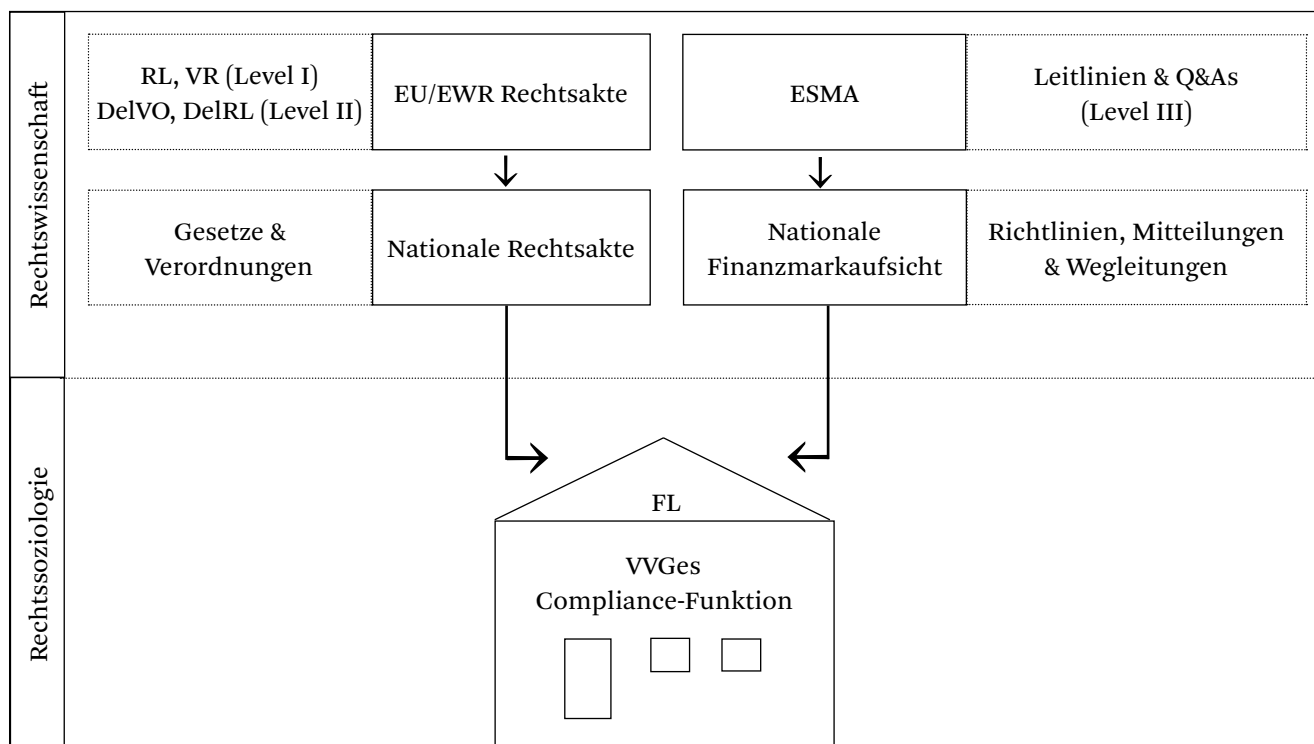 Rechtswissenschaft
RL, VR (Level I)
DelVO, DelRL (Level II)
EU/EWR Rechtsakte
ESMA
Leitlinien & Q&As
(Level III)
Gesetze &
Verordnungen
Nationale Rechtsakte
Nationale
Finanzmarkaufsicht
Richtlinien, Mitteilungen
& Wegleitungen
Rechtssoziologie
FL
VVGes
Compliance-Funktion